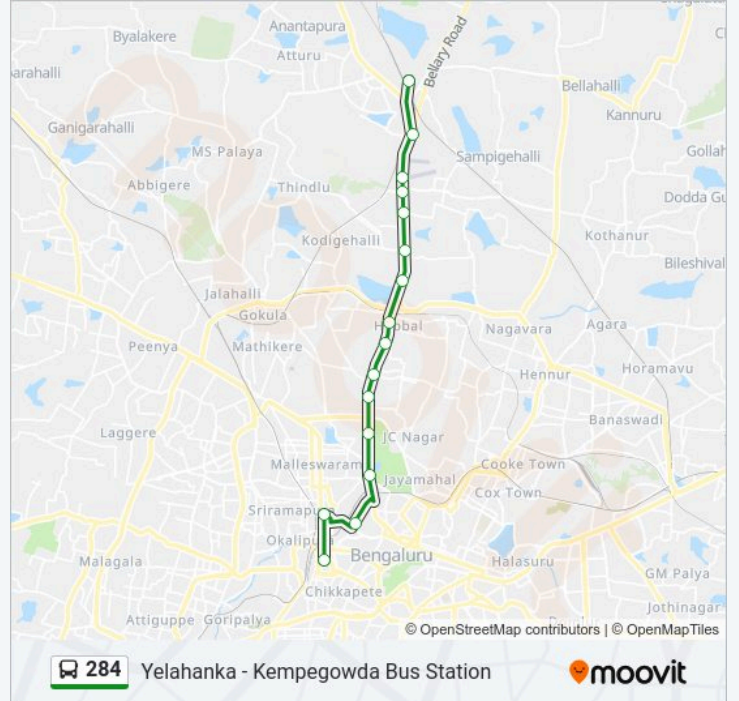 Anantapura
Byalakere
Atturu
Bellary Road
arahalli
Bellahalli
Kannuru
Ganigarahalli
MS Palaya
Sampigehalli
Gollah
Abbigere
Thindlu
Dodda Gu
Kodigehalli
Kothanur
Bileshival
Jalahalli
Gokula
Hebbal
Nagavara
Agara
Peenya
Mathikere
Hennur
Horamavu
Banaswadi
Laggere
JC Nagar
Malleswaram
Cooke Town
Jayamahal
Cox Town
Sriramapu
Okalipu
Bengaluru
Malagala
Halasuru
GM Palya
Chikkapete
Jothinagar
Attiguppe
Goripalya
© OpenStreetMap contributors | © OpenMapTiles
284 Yelahanka - Kempegowda Bus Station
moovit